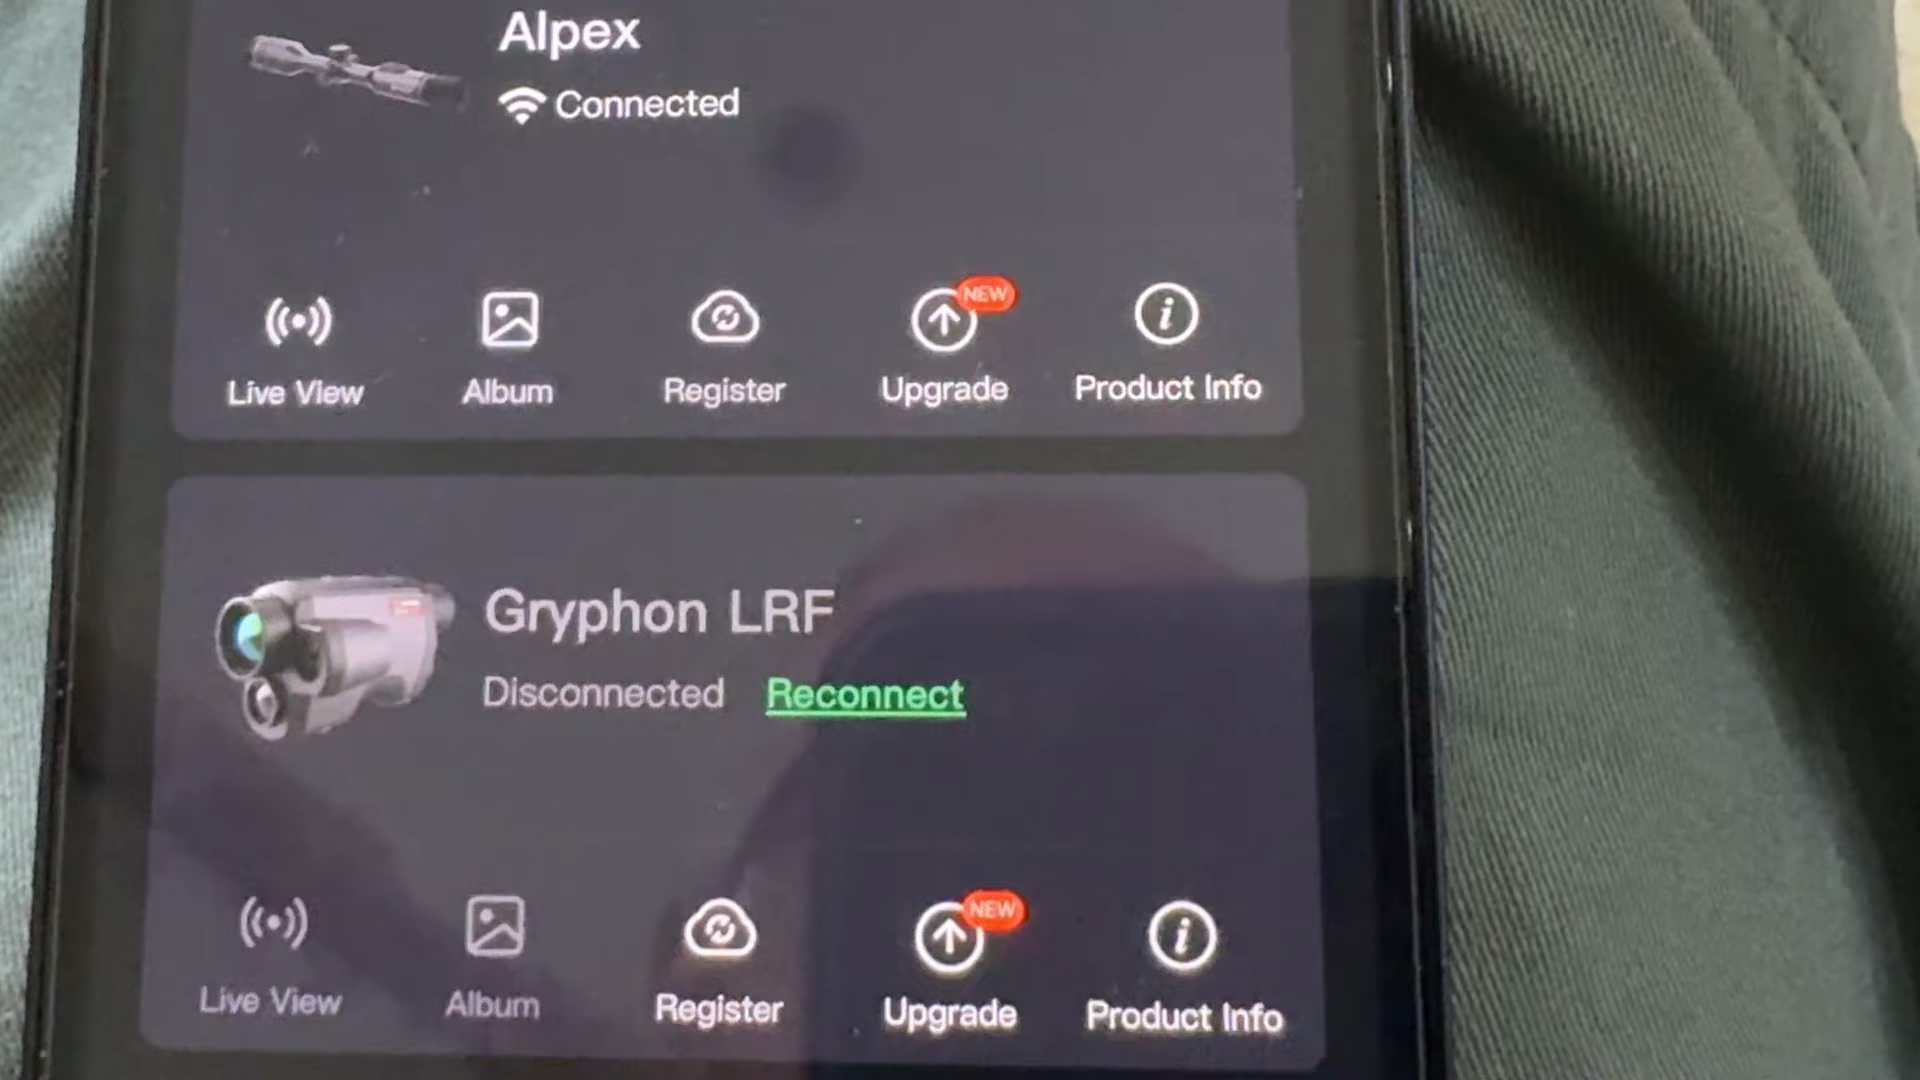 Alpex
Connected
NEW
Live View Album Register Upgrade Product Info
Gryphon LRF
Disconnected Reconnect
NEW
Live View Album Register Upgrade Product Info